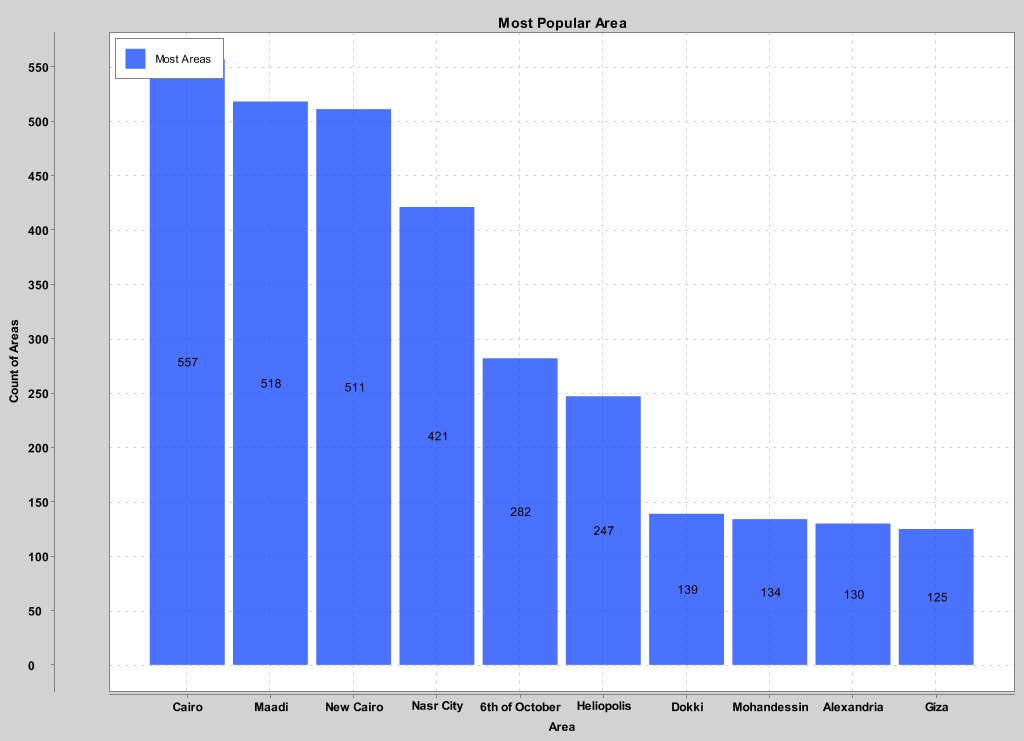 Most Popular Area
Most Areas
550
500
450
400
350
300
250
200
150
100
50
0
Count of Areas
557
518
511
421
282
247
139
134
130
125
Cairo
Maadi
New Cairo
Nasr City
6th of October
Heliopolis
Dokki
Mohandessin
Alexandria
Giza
Area